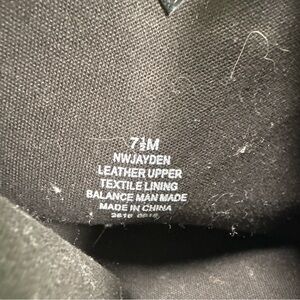 7½M
NWJAYDEN
LEATHER UPPER
TEXTILE LINING
BALANCE MAN MADE
MADE IN CHINA